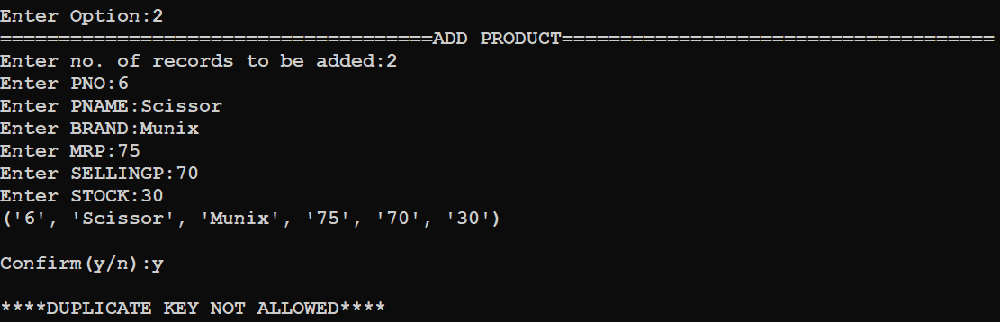 Enter Option:2
=====================================ADD PRODUCT=====================================
Enter no. of records to be added:2
Enter PNO:6
Enter PNAME:Scissor
Enter BRAND:Munix
Enter MRP:75
Enter SELLINGP:70
Enter STOCK:30
('6', 'Scissor', 'Munix', '75', '70', '30')
Confirm(y/n):y
****DUPLICATE KEY NOT ALLOWED****